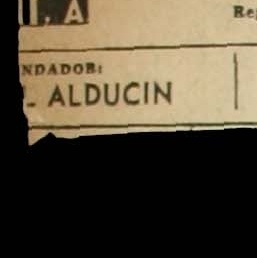 . A
Re
NDADOR:
L ALDUCIN